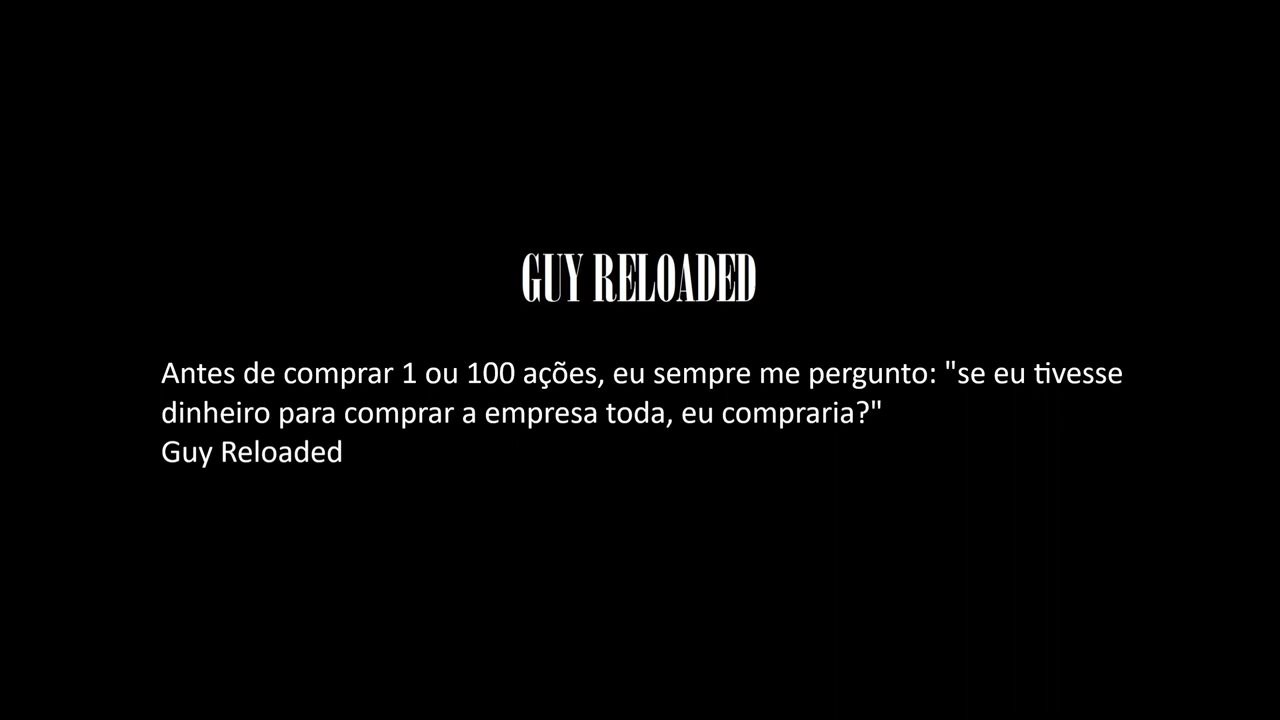 GUY RELOADED
Antes de comprar 1 ou 100 ações, eu sempre me pergunto: "se eu tivesse
dinheiro para comprar a empresa toda, eu compraria?"
Guy Reloaded